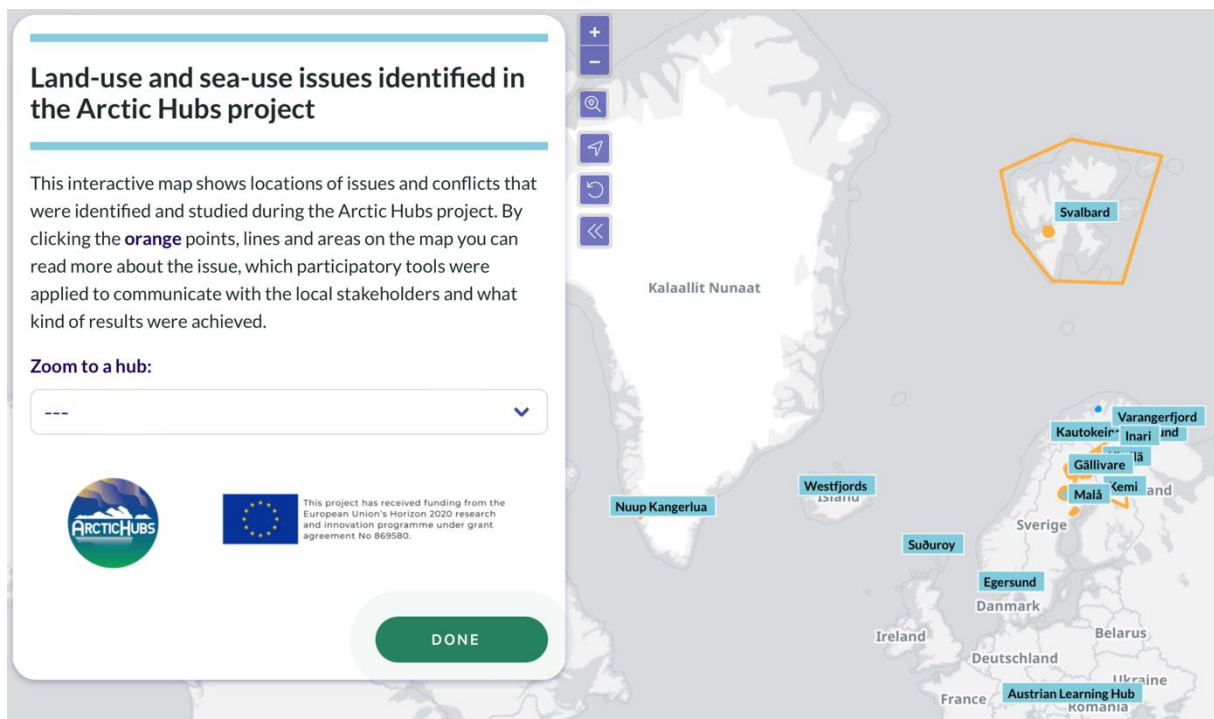 Land-use and sea-use issues identified in
the Arctic Hubs project
This interactive map shows locations of issues and conflicts that
were identified and studied during the Arctic Hubs project. By
clicking the orange points, lines and areas on the map you can
read more about the issue, which participatory tools were
applied to communicate with the local stakeholders and what
kind of results were achieved.
Zoom to a hub:
---
ARCTICHUBS
This project has received funding from the
European Union's Horizon 2020 research
and innovation programme under grant
agreement No 869580.
DONE
+
−
Svalbard
Kalaallit Nunaat
Varangerfjord
Inari
Gällivare
Kemi
Malå
Westfjords
Nuup Kangerlua
Sverige
Suðuroy
Egersund
Danmark
Ireland
Belarus
Deutschland
Ukraine
France
Austrian Learning Hub